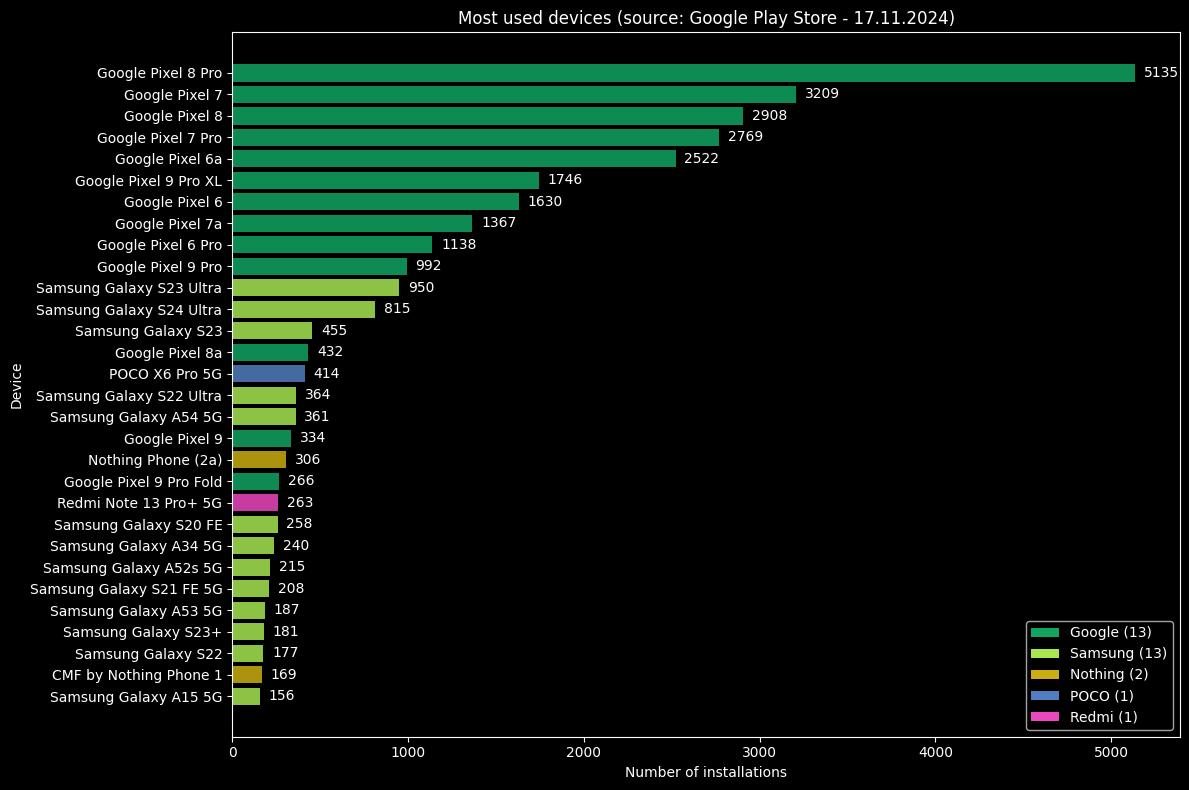 Most used devices (source: Google Play Store - 17.11.2024)
Device
Google Pixel 8 Pro 5135
Google Pixel 7 3209
Google Pixel 8 2908
Google Pixel 7 Pro 2769
Google Pixel 6a 2522
Google Pixel 9 Pro XL 1746
Google Pixel 6 1630
Google Pixel 7a 1367
Google Pixel 6 Pro 1138
Google Pixel 9 Pro 992
Samsung Galaxy S23 Ultra 950
Samsung Galaxy S24 Ultra 815
Samsung Galaxy S23 455
Google Pixel 8a 432
POCO X6 Pro 5G 414
Samsung Galaxy S22 Ultra 364
Samsung Galaxy A54 5G 361
Google Pixel 9 334
Nothing Phone (2a) 306
Google Pixel 9 Pro Fold 266
Redmi Note 13 Pro+ 5G 263
Samsung Galaxy S20 FE 258
Samsung Galaxy A34 5G 240
Samsung Galaxy A52s 5G 215
Samsung Galaxy S21 FE 5G 208
Samsung Galaxy A53 5G 187
Samsung Galaxy S23+ 181
Samsung Galaxy S22 177
CMF by Nothing Phone 1 169
Samsung Galaxy A15 5G 156
Google (13)
Samsung (13)
Nothing (2)
POCO (1)
Redmi (1)
0 1000 2000 3000 4000 5000
Number of installations